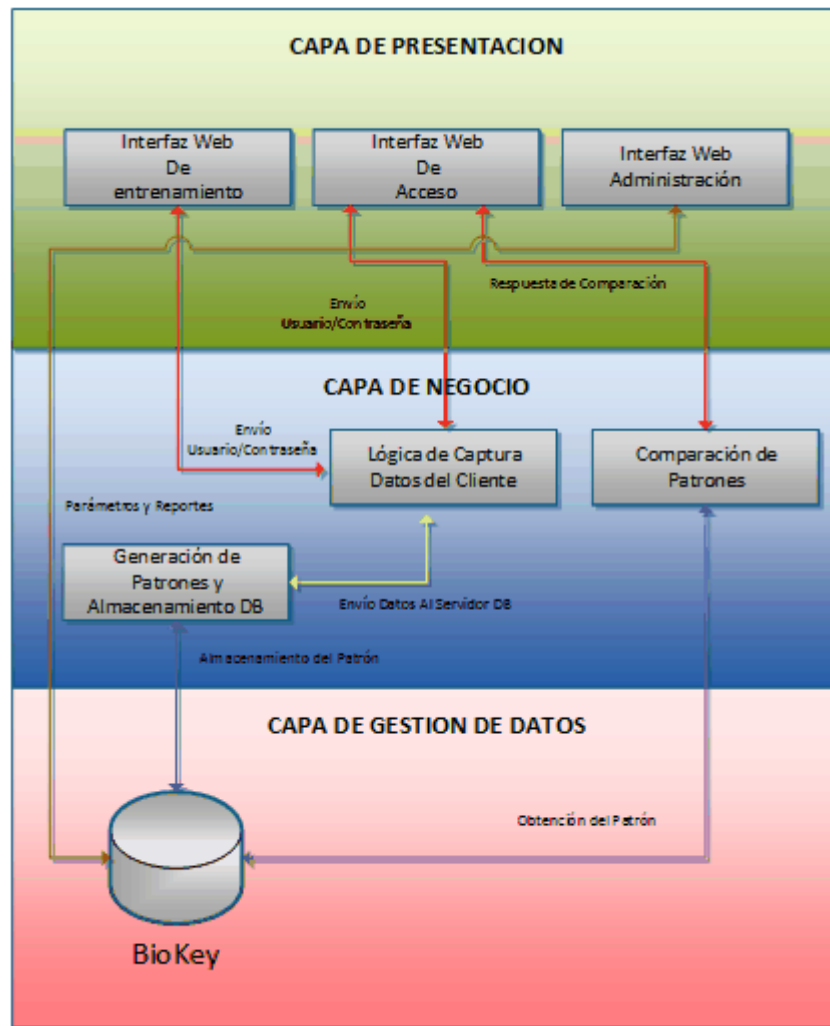 CAPA DE PRESENTACION
Interfaz Web
De
entrenamiento
Interfaz Web
De
Acceso
Interfaz Web
Administración
Respuesta de Comparación
Envío
Usuario/Contraseña
CAPA DE NEGOCIO
Envío
Usuario/Contraseña
Lógica de Captura
Datos del Cliente
Comparación de
Patrones
Parámetros y Reportes
Generación de
Patrones y
Almacenamiento DB
Envío Datos Al Servidor DB
Almacenamiento del Patrón
CAPA DE GESTION DE DATOS
Obtención del Patrón
BioKey